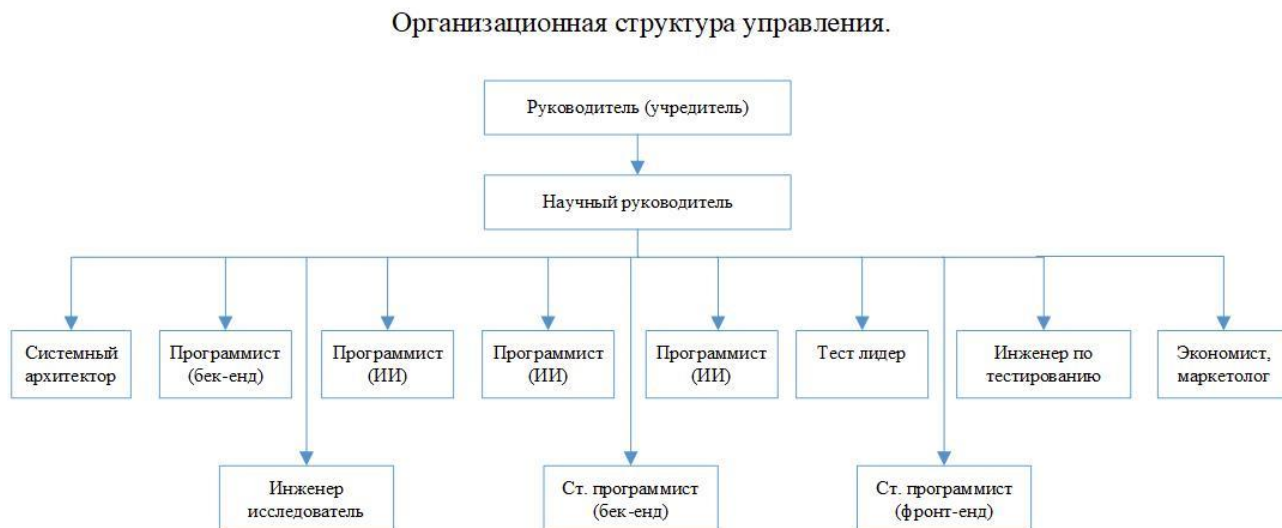 Организационная структура управления.
Руководитель (учредитель)
Научный руководитель
Системный
архитектор
Программист
(бек-енд)
Программист
(ИИ)
Программист
(ИИ)
Программист
(ИИ)
Тест лидер
Инженер по
тестированию
Экономист,
маркетолог
Инженер
исследователь
Ст. программист
(бек-енд)
Ст. программист
(фронт-енд)